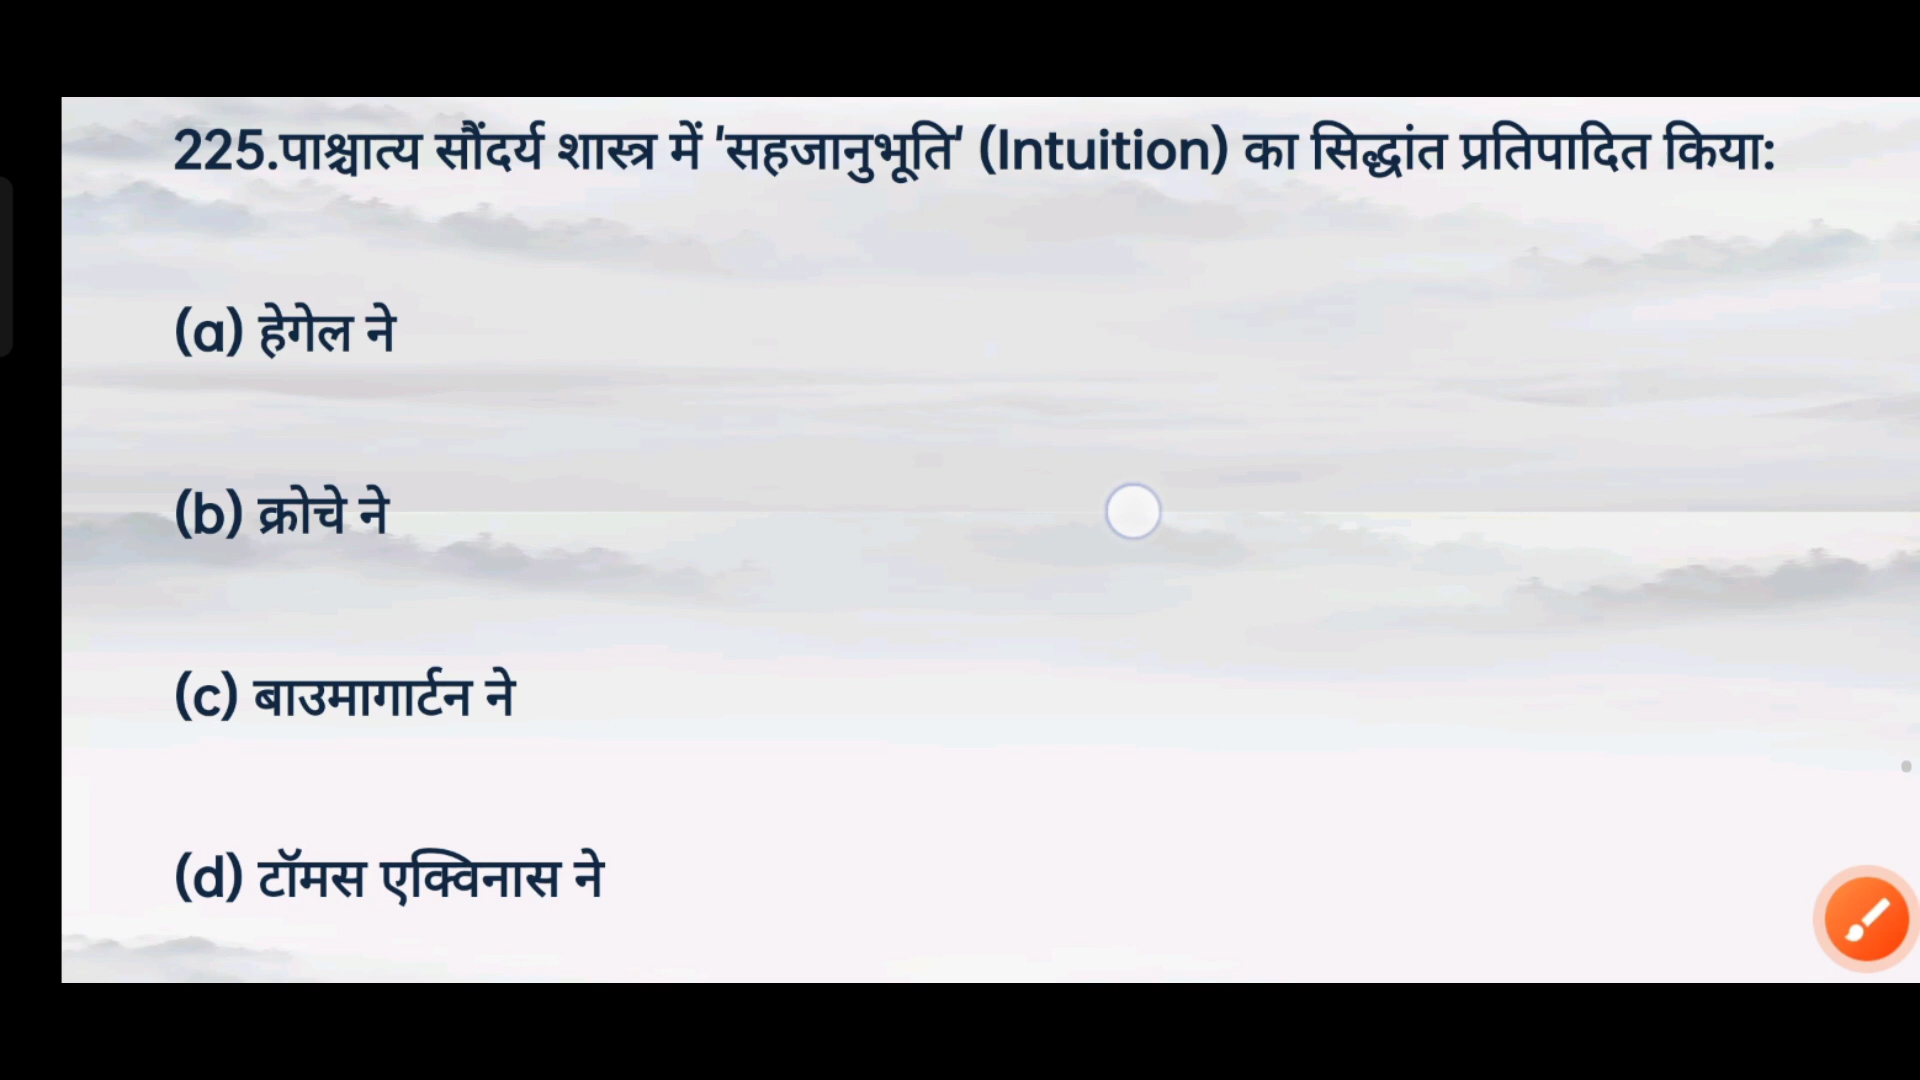 225.पाश्चात्य सौंदर्य शास्त्र में 'सहजानुभूति' (Intuition) का सिद्धांत प्रतिपादित किया:
(a) हेगेल ने
(b) क्रोचे ने
(c) बाउमागार्टन ने
(d) टॉमस एक्विनास ने